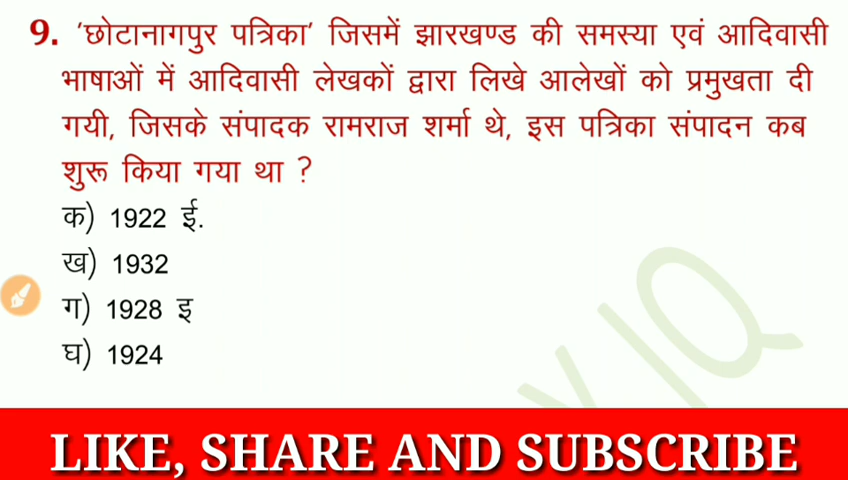 9. ‘छोटानागपुर पत्रिका’ जिसमें झारखण्ड की समस्या एवं आदिवासी
भाषाओं में आदिवासी लेखकों द्वारा लिखे आलेखों को प्रमुखता दी
गयी, जिसके संपादक रामराज शर्मा थे, इस पत्रिका संपादन कब
शुरू किया गया था ?
क) 1922 ई.
ख) 1932
ग) 1928 इ
घ) 1924
LIKE, SHARE AND SUBSCRIBE